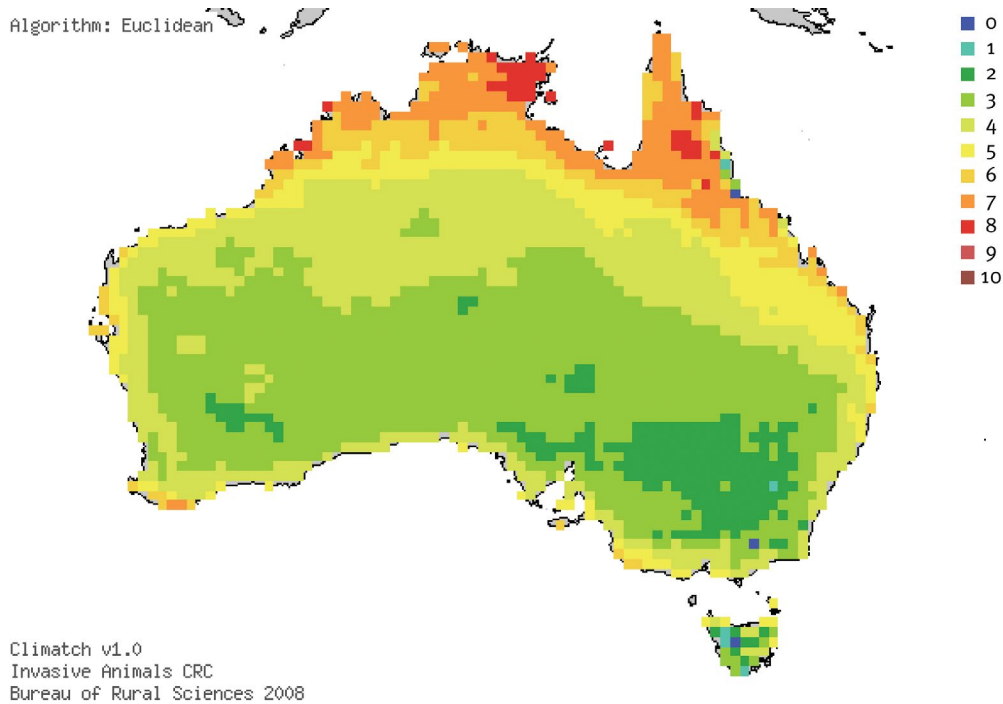 Algorithm: Euclidean
0
1
2
3
4
5
6
7
8
9
10
Climatch v1.0
Invasive Animals CRC
Bureau of Rural Sciences 2008